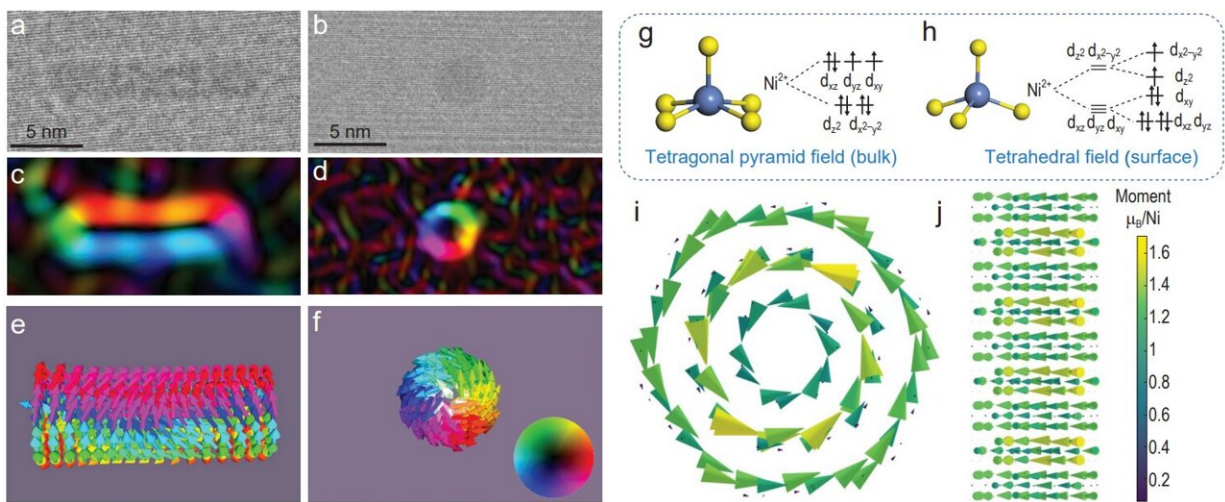 a
5 nm
b
5 nm
c
d
e
f
g
Ni²⁺
d_xz d_yz d_xy
d_z² d_x²−y²
Tetragonal pyramid field (bulk)
h
Ni²⁺
d_z² d_x²−y²
d_xz d_yz d_xy
d_x²−y²
d_z²
d_xy
d_xz d_yz
Tetrahedral field (surface)
i
j
Moment
μ_B/Ni
1.6
1.4
1.2
1
0.8
0.6
0.4
0.2